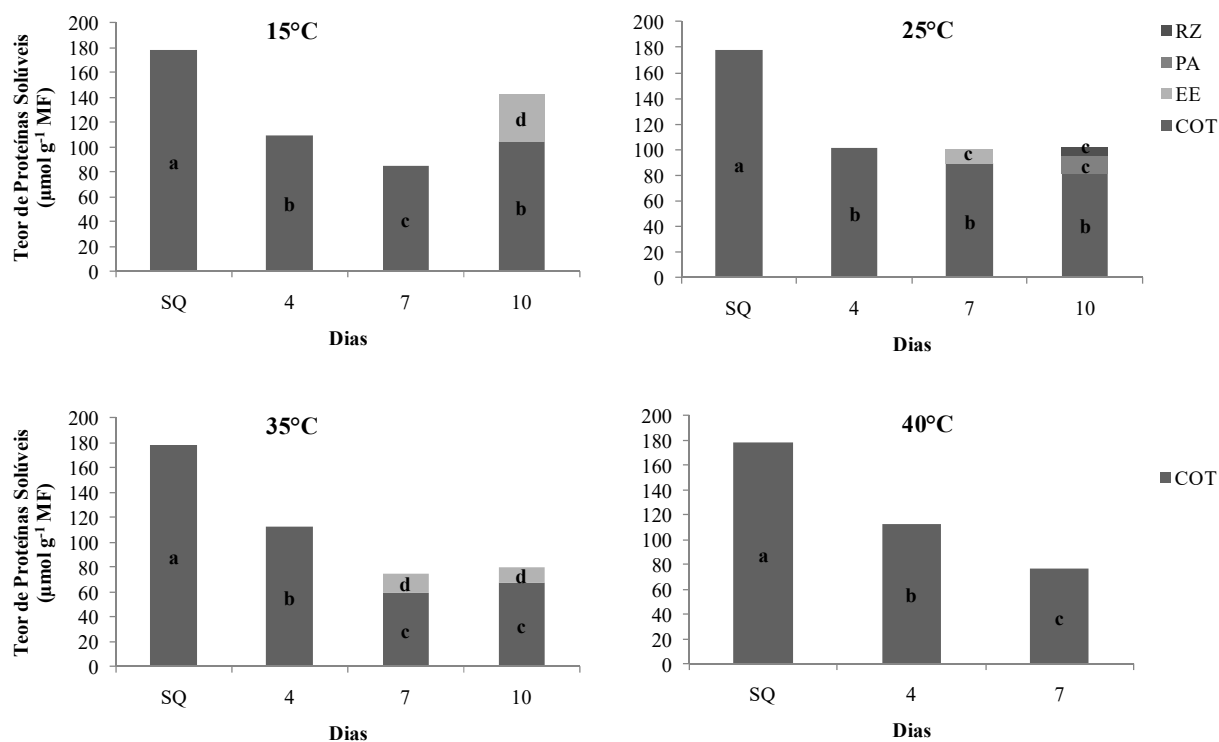 15°C
Teor de Proteínas Solúveis
(μmol g⁻¹ MF)
200
180
160
140
120
100
80
60
40
20
0
a
b
c
d
b
SQ 4 7 10
Dias
25°C
200
180
160
140
120
100
80
60
40
20
0
a
b
c
b
c
c
b
SQ 4 7 10
Dias
RZ
PA
EE
COT
35°C
Teor de Proteínas Solúveis
(μmol g⁻¹ MF)
200
180
160
140
120
100
80
60
40
20
0
a
b
d
c
d
c
SQ 4 7 10
Dias
40°C
200
180
160
140
120
100
80
60
40
20
0
a
b
c
SQ 4 7
Dias
COT